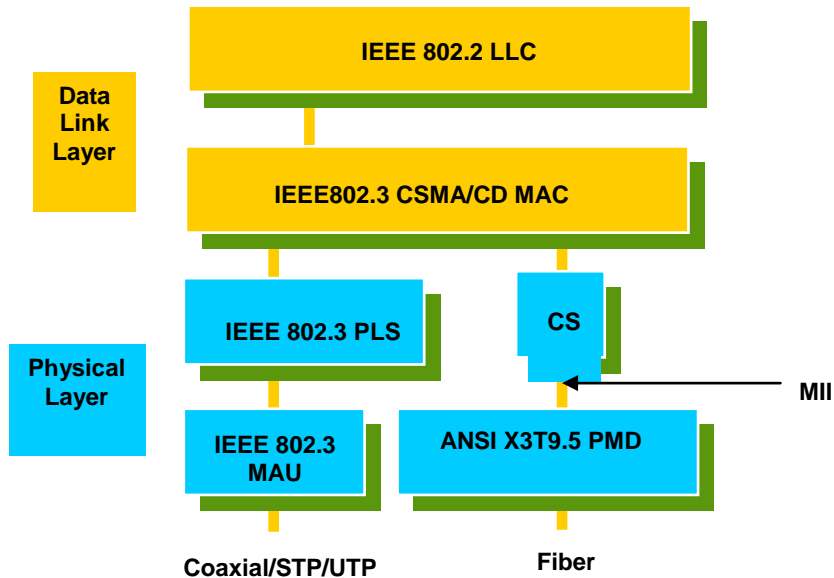 IEEE 802.2 LLC
Data
Link
Layer
IEEE802.3 CSMA/CD MAC
IEEE 802.3 PLS
CS
Physical
Layer
MII
IEEE 802.3
MAU
ANSI X3T9.5 PMD
Coaxial/STP/UTP
Fiber